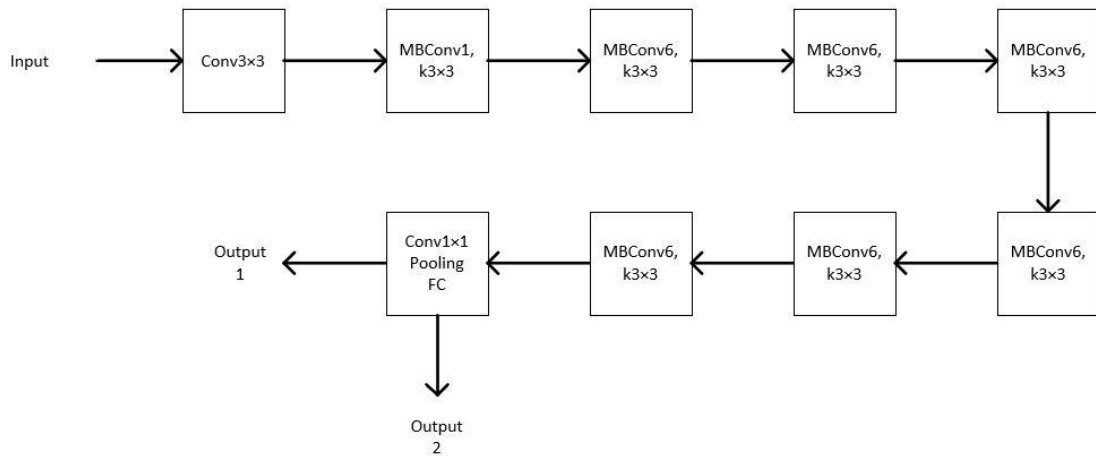 Input
Conv3×3
MBConv1,
k3×3
MBConv6,
k3×3
MBConv6,
k3×3
MBConv6,
k3×3
MBConv6,
k3×3
MBConv6,
k3×3
MBConv6,
k3×3
Conv1×1
Pooling
FC
Output
1
Output
2